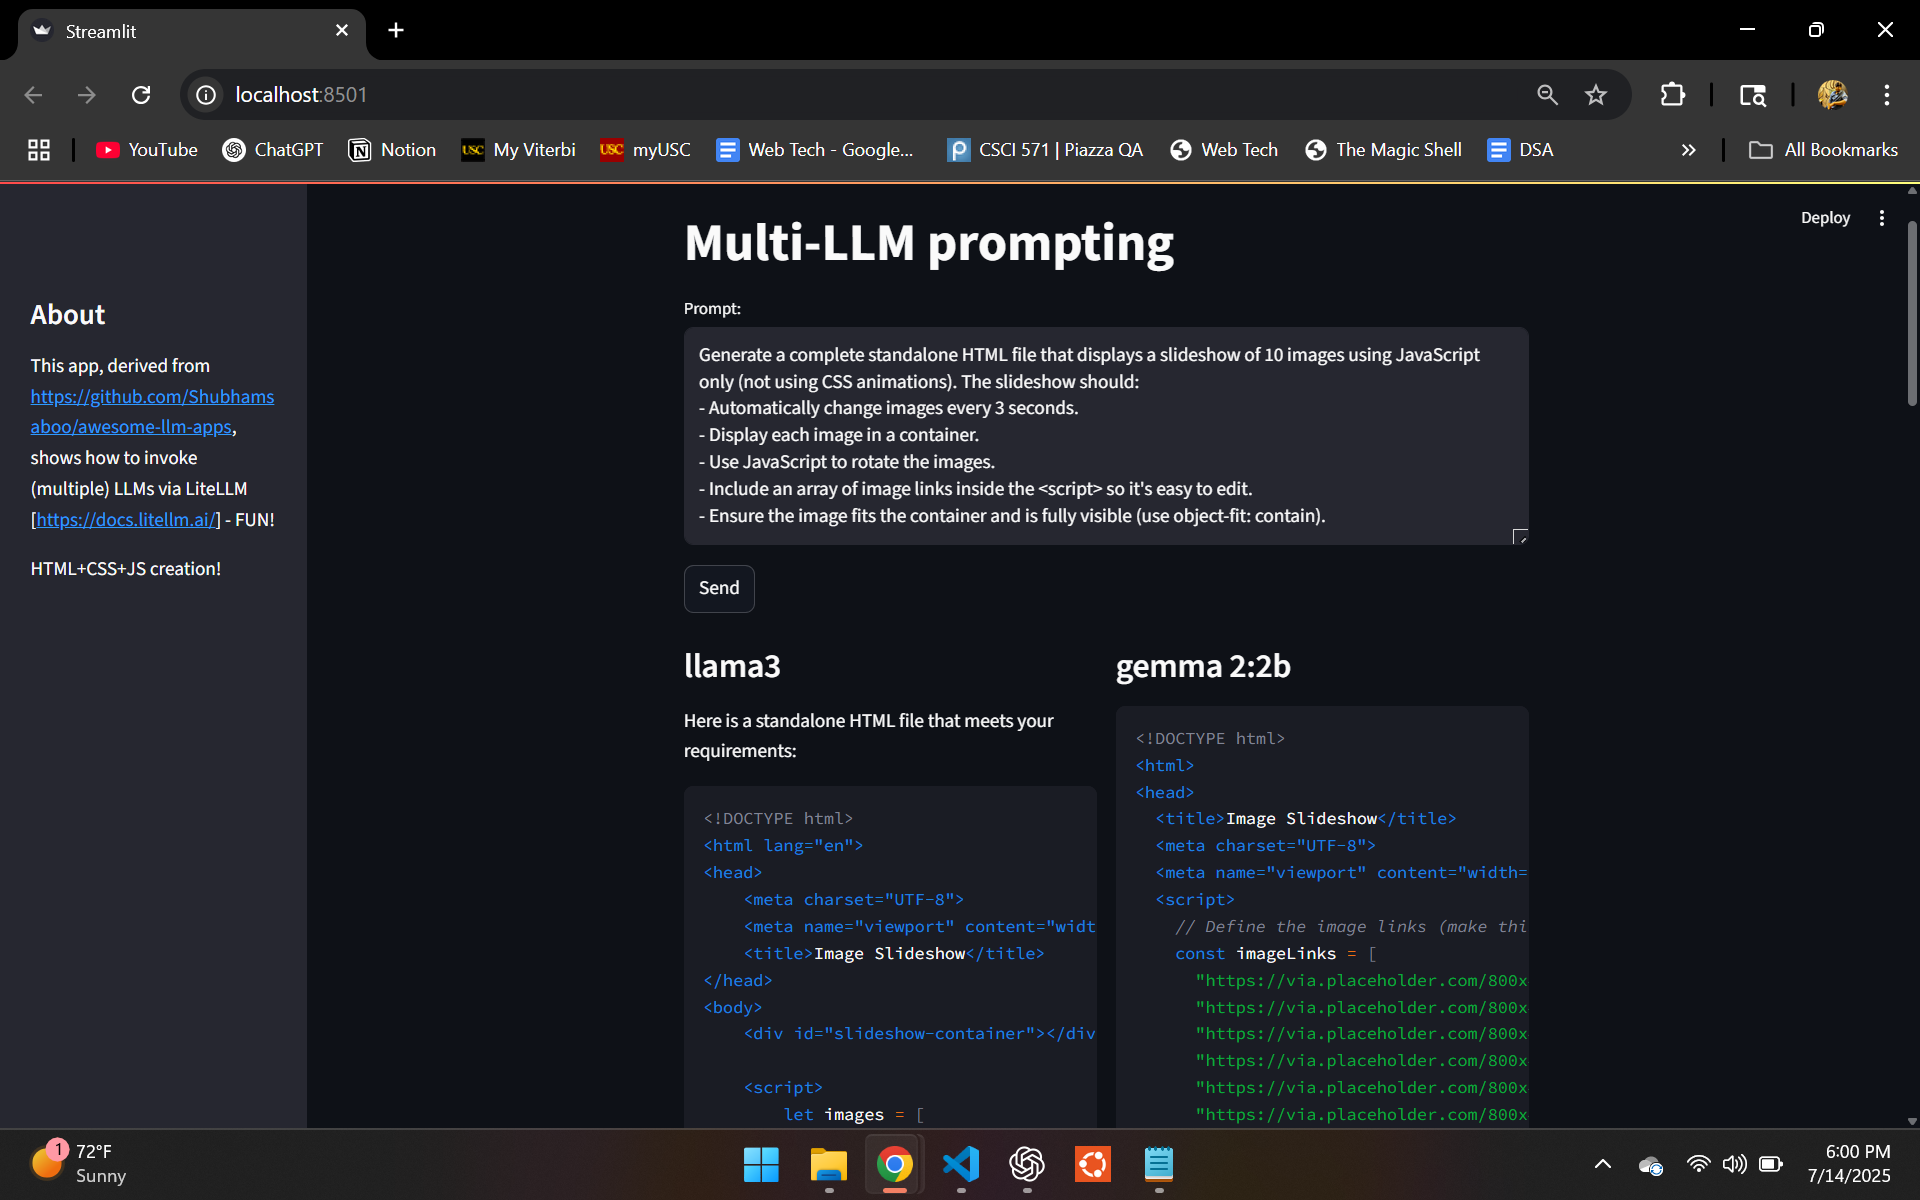 Streamlit
localhost:8501
YouTube
ChatGPT
Notion
USC My Viterbi
USC myUSC
Web Tech - Google...
CSCI 571 | Piazza QA
Web Tech
The Magic Shell
DSA
All Bookmarks
Deploy
About
This app, derived from
https://github.com/Shubhams
aboo/awesome-llm-apps,
shows how to invoke
(multiple) LLMs via LiteLLM
[https://docs.litellm.ai/] - FUN!
HTML+CSS+JS creation!
Multi-LLM prompting
Prompt:
Generate a complete standalone HTML file that displays a slideshow of 10 images using JavaScript
only (not using CSS animations). The slideshow should:
- Automatically change images every 3 seconds.
- Display each image in a container.
- Use JavaScript to rotate the images.
- Include an array of image links inside the <script> so it's easy to edit.
- Ensure the image fits the container and is fully visible (use object-fit: contain).
Send
llama3
Here is a standalone HTML file that meets your
requirements:
<!DOCTYPE html>
<html lang="en">
<head>
<meta charset="UTF-8">
<meta name="viewport" content="widt
<title>Image Slideshow</title>
</head>
<body>
<div id="slideshow-container"></div
<script>
let images = [
gemma 2:2b
<!DOCTYPE html>
<html>
<head>
<title>Image Slideshow</title>
<meta charset="UTF-8">
<meta name="viewport" content="width=
<script>
// Define the image links (make thi
const imageLinks = [
"https://via.placeholder.com/800x
"https://via.placeholder.com/800x
"https://via.placeholder.com/800x
"https://via.placeholder.com/800x
"https://via.placeholder.com/800x
"https://via.placeholder.com/800x
1
72°F
Sunny
6:00 PM
7/14/2025